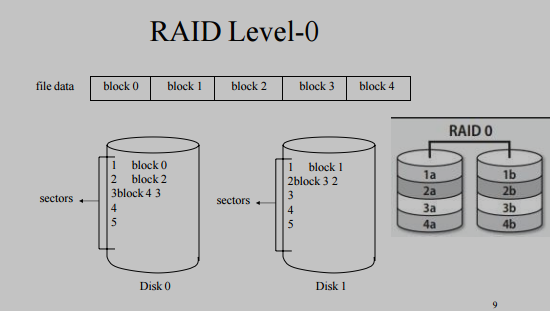 RAID Level-0
file data block 0 block 1 block 2 block 3 block 4
RAID 0
1a 1b
2a 2b
3a 3b
4a 4b
sectors
1 block 0
2 block 2
3block 4 3
4
5
Disk 0
sectors
1 block 1
2block 3 2
3
4
5
Disk 1
9